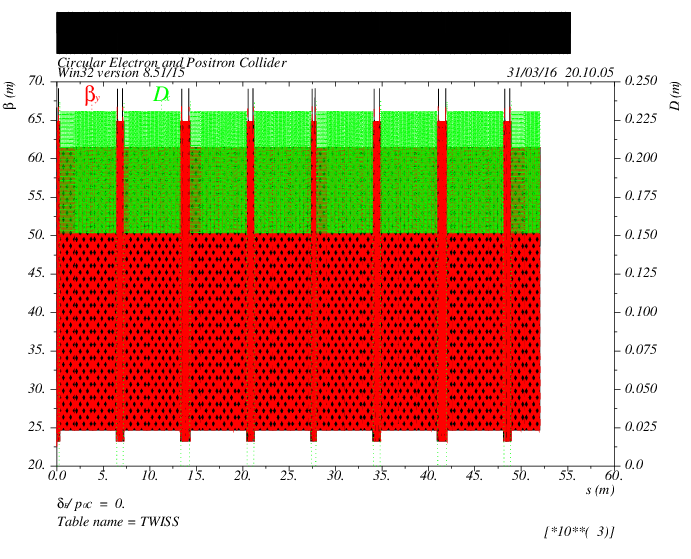 Circular Electron and Positron Collider
Win32 version 8.51/15 31/03/16 20.10.05
β (m) D (m)
βy D
70. 0.250
65. 0.225
60. 0.200
55. 0.175
50. 0.150
45. 0.125
40. 0.100
35. 0.075
30. 0.050
25. 0.025
20. 0.0
0.0 5. 10. 15. 20. 25. 30. 35. 40. 45. 50. 55. 60.
s (m)
δ / p₀c = 0.
Table name = TWISS
[*10**( 3)]